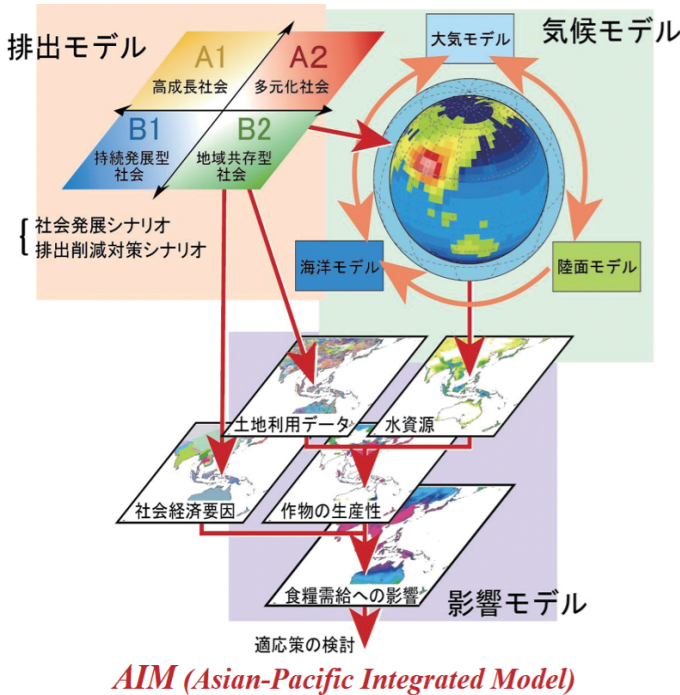 排出モデル
A1
高成長社会
A2
多元化社会
B1
持続発展型
社会
B2
地域共存型
社会
社会発展シナリオ
排出削減対策シナリオ
気候モデル
大気モデル
海洋モデル
陸面モデル
土地利用データ
水資源
社会経済要因
作物の生産性
食糧需給への影響
影響モデル
適応策の検討
AIM (Asian-Pacific Integrated Model)